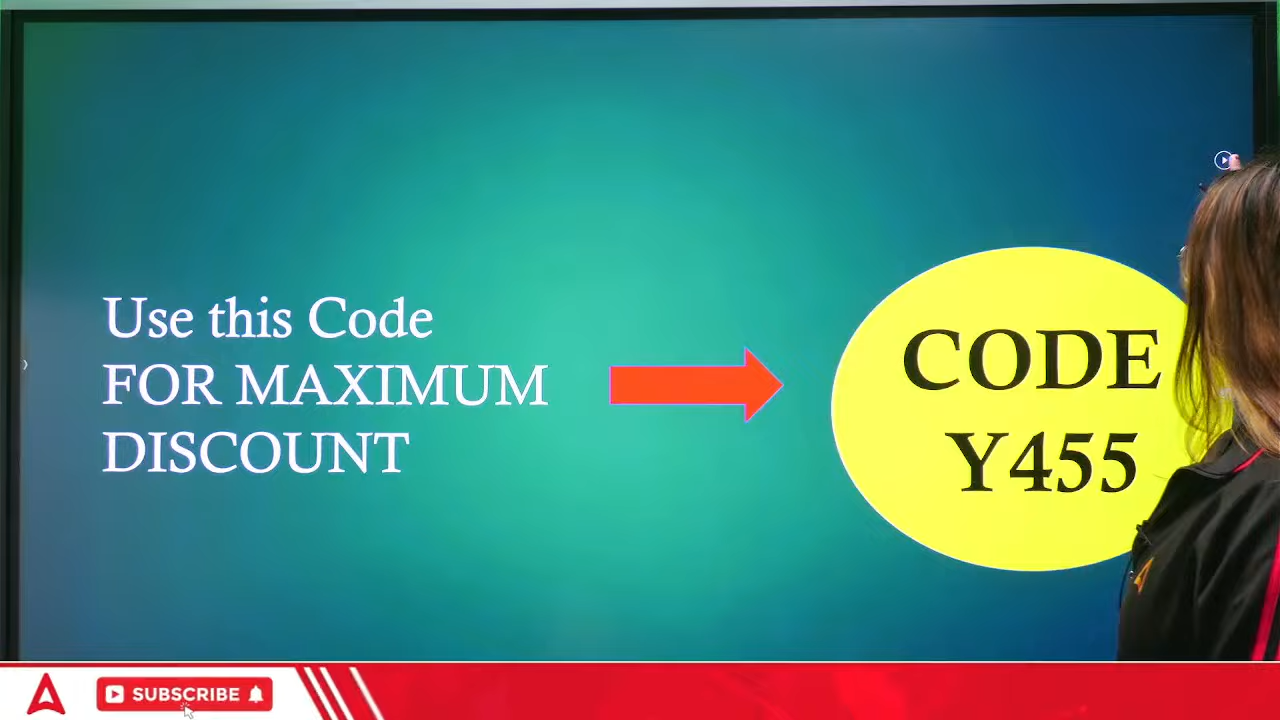 Use this Code
FOR MAXIMUM
DISCOUNT
CODE
Y455
SUBSCRIBE